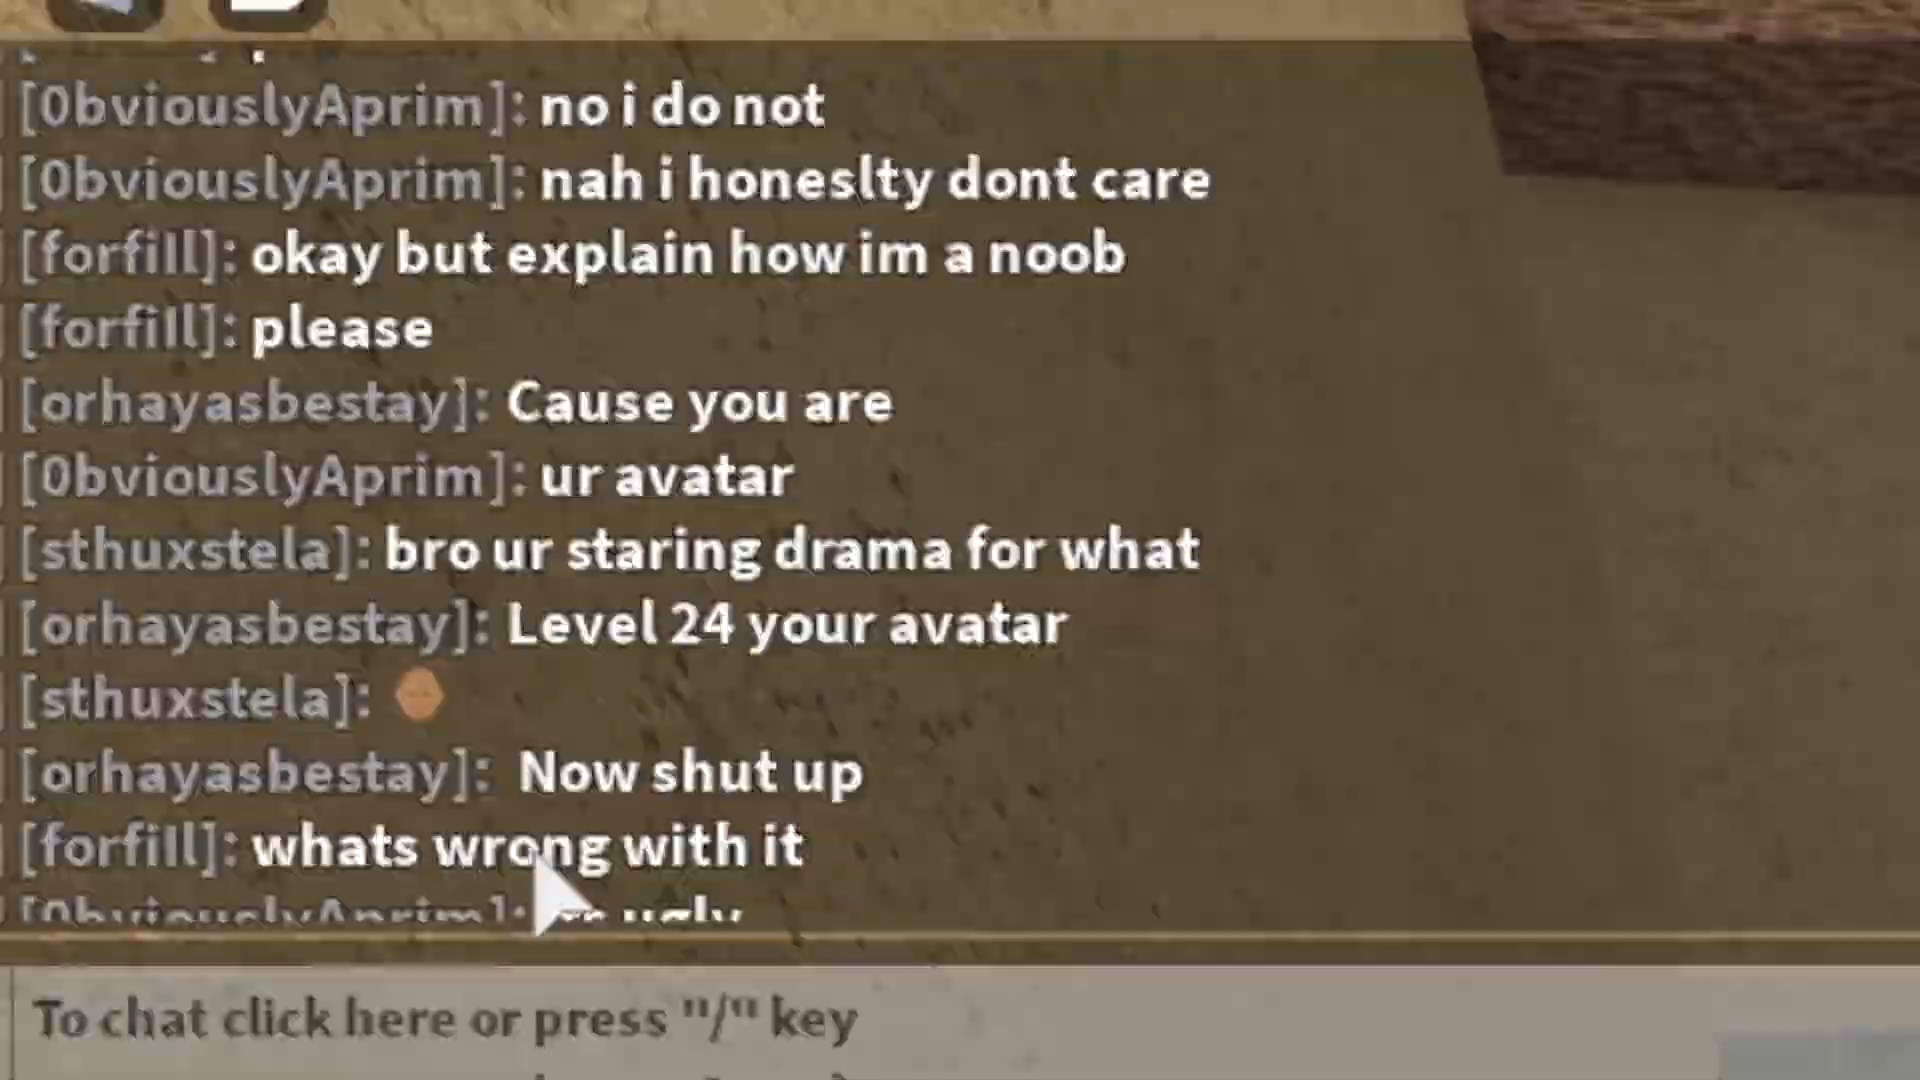 [0bviouslyAprim]: no i do not
[0bviouslyAprim]: nah i honeslty dont care
[forfill]: okay but explain how im a noob
[forfill]: please
[orhayasbestay]: Cause you are
[0bviouslyAprim]: ur avatar
[sthuxstela]: bro ur staring drama for what
[orhayasbestay]: Level 24 your avatar
[sthuxstela]:
[orhayasbestay]: Now shut up
[forfill]: whats wrong with it
[0bviouslyAprim]: ugly
To chat click here or press "/" key